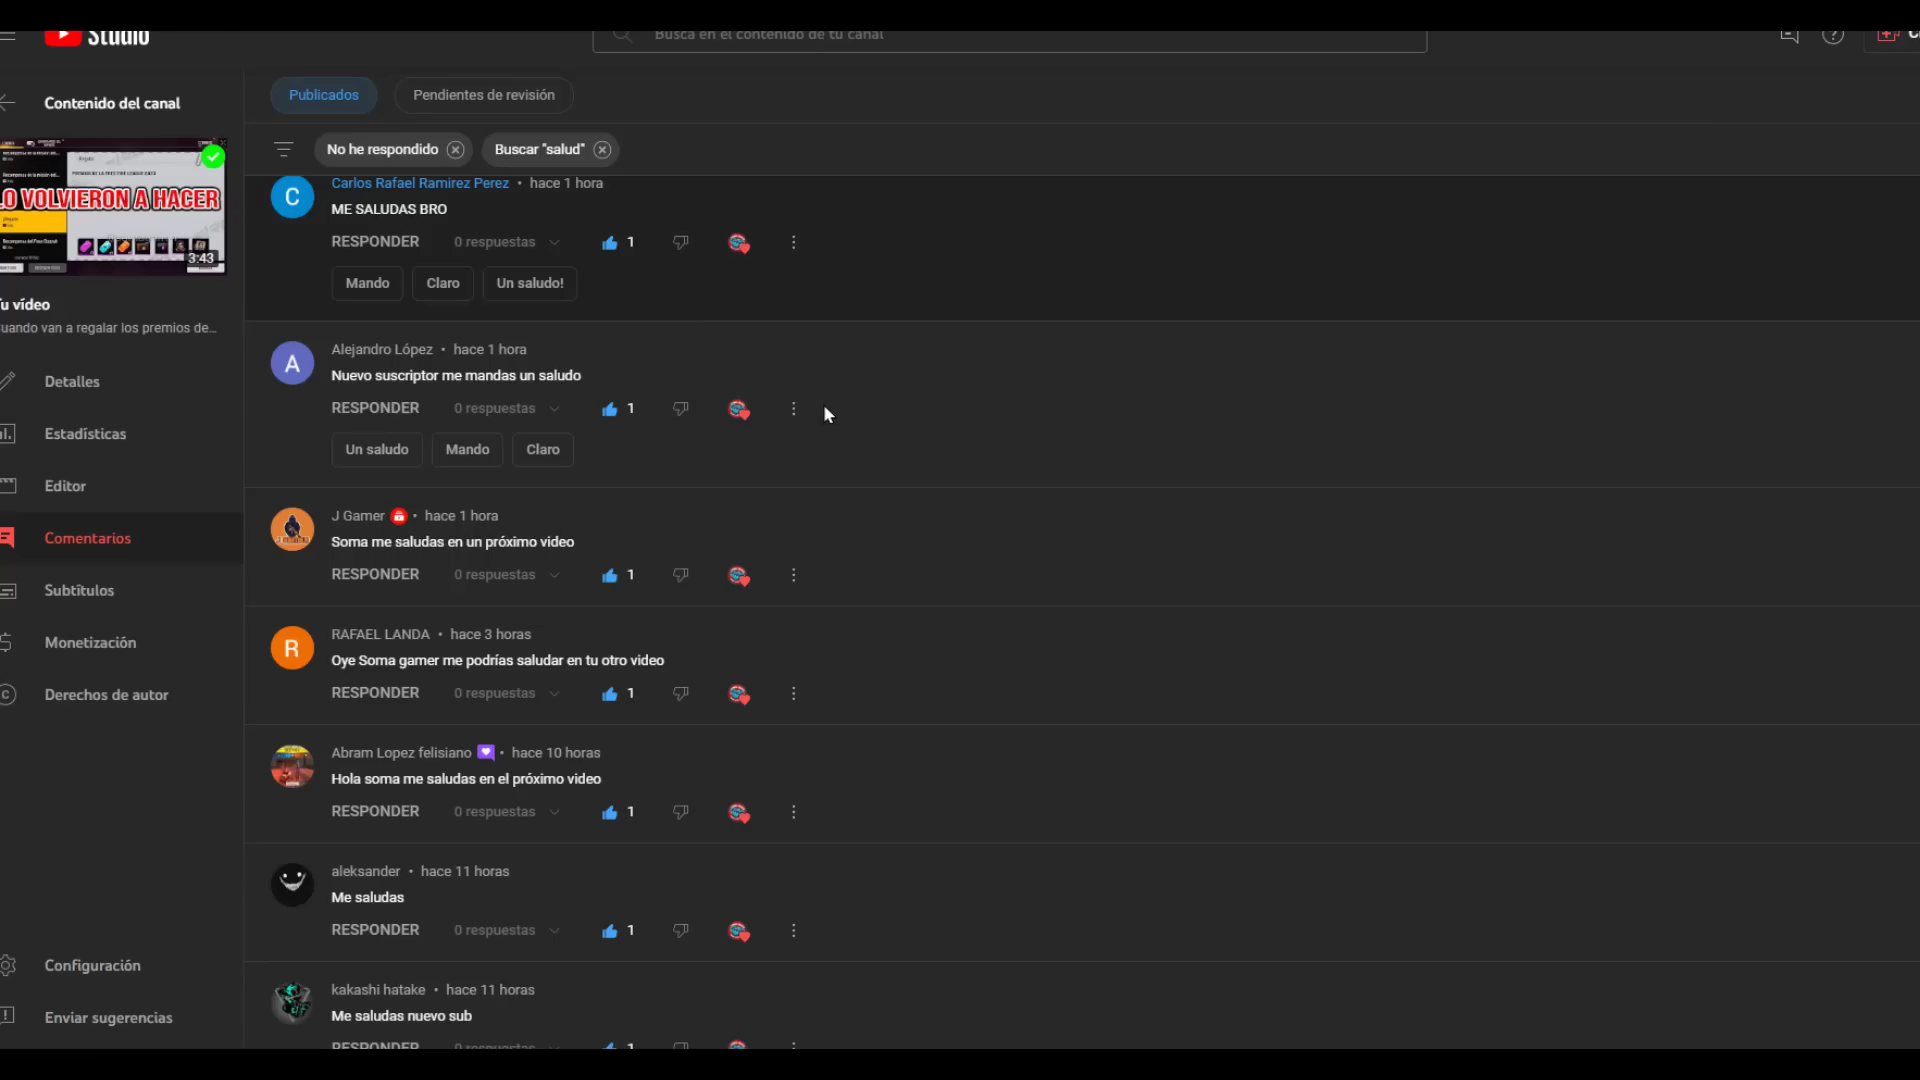 Studio
Busca en el contenido de tu canal
Contenido del canal
LO VOLVIERON A HACER
3:43
Tu vídeo
uando van a regalar los premios de...
Detalles
Estadísticas
Editor
Comentarios
Subtítulos
Monetización
Derechos de autor
Configuración
Enviar sugerencias
Publicados
Pendientes de revisión
No he respondido
Buscar "salud"
C
Carlos Rafael Ramirez Perez • hace 1 hora
ME SALUDAS BRO
RESPONDER 0 respuestas 1
Mando Claro Un saludo!
A
Alejandro López • hace 1 hora
Nuevo suscriptor me mandas un saludo
RESPONDER 0 respuestas 1
Un saludo Mando Claro
J Gamer • hace 1 hora
Soma me saludas en un próximo video
RESPONDER 0 respuestas 1
R
RAFAEL LANDA • hace 3 horas
Oye Soma gamer me podrías saludar en tu otro video
RESPONDER 0 respuestas 1
Abram Lopez felisiano • hace 10 horas
Hola soma me saludas en el próximo video
RESPONDER 0 respuestas 1
aleksander • hace 11 horas
Me saludas
RESPONDER 0 respuestas 1
kakashi hatake • hace 11 horas
Me saludas nuevo sub
RESPONDER 0 respuestas 1